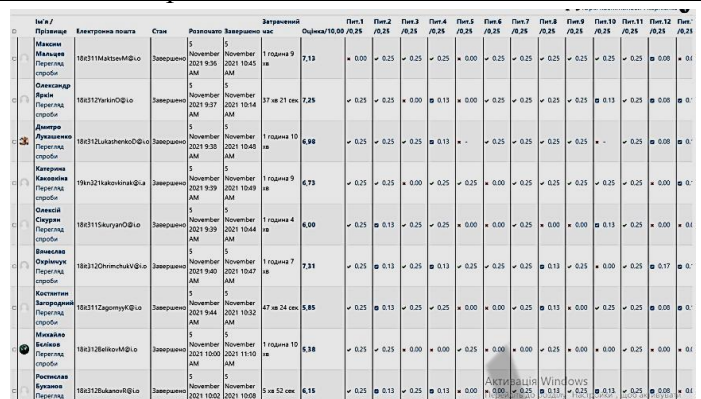 Ім'я / Затрачений Пит.1 Пит.2 Пит.3 Пит.4 Пит.5 Пит.6 Пит.7 Пит.8 Пит.9 Пит.10 Пит.11 Пит.12
Прізвище Електронна пошта Стан Розпочато Завершено час Оцінка/10,00 /0,25 /0,25 /0,25 /0,25 /0,25 /0,25 /0,25 /0,25 /0,25 /0,25 /0,25 /0,25
Максим 5 5
Мальцев November November 1 година 9
Перегляд 18it311MaktsevM@i.o Завершено 2021 9:36 2021 10:45 хв 7,13 0.00 0.25 0.25 0.25 0.00 0.25 0.25 0.25 0.25 0.25 0.25 0.08
спроби AM AM
Олександр 5 5
Яркін November November
Перегляд 18it312YarkinO@i.o Завершено 2021 9:37 2021 10:14 37 хв 21 сек 7,25 0.25 0.25 0.00 0.13 0.25 0.25 0.25 0.25 0.25 0.13 0.25 0.08
спроби AM AM
Дмитро 5 5
Лукашенко November November 1 година 10
Перегляд 18it312LukashenkoD@i.o Завершено 2021 9:38 2021 10:48 хв 6,98 0.25 0.25 0.25 0.13 - 0.25 0.25 0.25 0.25 - 0.25 0.08
спроби AM AM
Катерина 5 5
Каковкіна November November 1 година 9
Перегляд 19kn321kakovkinak@i.a Завершено 2021 9:39 2021 10:49 хв 6,73 0.25 0.25 0.00 0.25 0.25 0.00 0.25 0.25 0.25 0.25 0.25 0.00
спроби AM AM
Олексій 5 5
Сікурян November November 1 година 4
Перегляд 18it311SikuryanO@i.o Завершено 2021 9:39 2021 10:44 хв 6,00 0.25 0.13 0.25 0.13 0.25 0.00 0.25 0.00 0.00 0.13 0.25 0.00
спроби AM AM
Вячеслав 5 5
Охрімчук November November 1 година 7
Перегляд 18it312OhrimchukV@i.o Завершено 2021 9:40 2021 10:47 хв 7,31 0.25 0.13 0.25 0.13 0.25 0.25 0.25 0.13 0.25 0.00 0.25 0.17
спроби AM AM
Костянтин 5 5
Загородний November November
Перегляд 18it311ZagornyyK@i.o Завершено 2021 9:44 2021 10:32 47 хв 24 сек 5,85 0.25 0.13 0.25 0.25 0.00 0.00 0.25 0.13 0.25 0.25 0.25 0.08
спроби AM AM
Михайло 5 5
Бєліков November November 1 година 10
Перегляд 18it312BelikovM@i.o Завершено 2021 10:00 2021 11:10 хв 5,38 0.25 0.25 0.00 0.00 0.25 0.00 0.00 0.00 0.25 0.25 0.25 0.00
спроби AM AM
Ростислав 5 5
Буканов November November
Перегляд 18it312BukanovR@i.o Завершено 2021 10:02 2021 10:08 5 хв 52 сек 6,15 0.25 0.13 0.25 0.13 0.00 0.00 0.25 0.13 0.25 0.13 0.25 0.08
Активація Windows